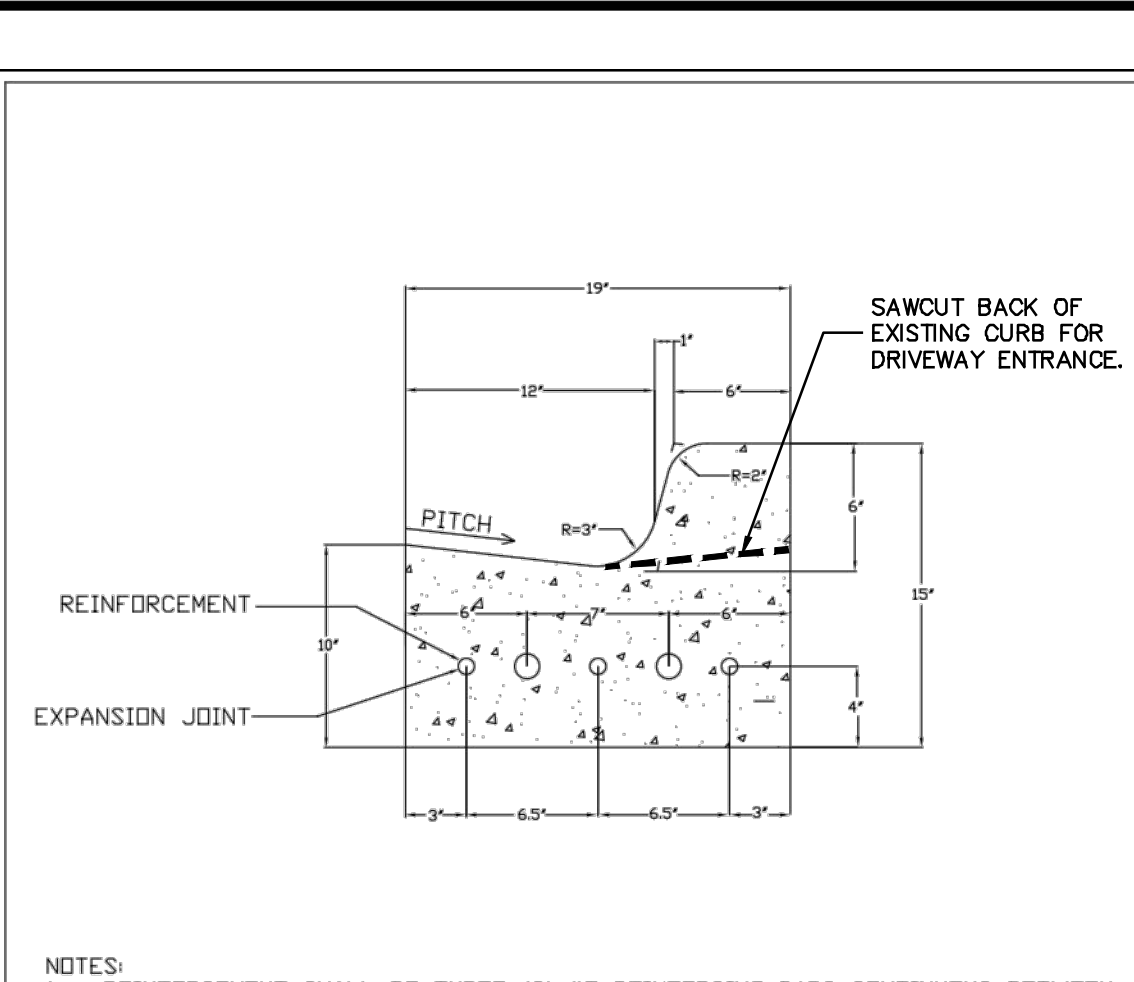 19"
SAWCUT BACK OF
EXISTING CURB FOR
DRIVEWAY ENTRANCE.
1"
12"
6"
R=2"
6"
PITCH
R=3"
15"
REINFORCEMENT
6"
7"
6"
10"
EXPANSION JOINT
4"
3"
6.5"
6.5"
3"
NOTES: